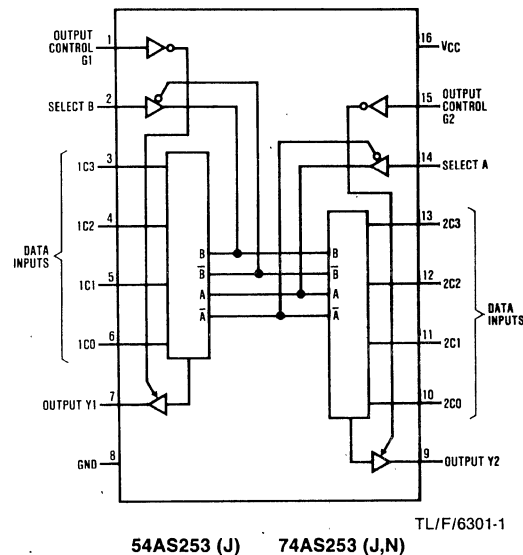 OUTPUT
CONTROL
G1
1
SELECT B
2
1C3
3
1C2
4
DATA
INPUTS
1C1
5
1C0
6
OUTPUT Y1
7
GND
8
B
B̅
A
A̅
B
B̅
A
A̅
16
VCC
15
OUTPUT
CONTROL
G2
14
SELECT A
13
2C3
12
2C2
DATA
INPUTS
11
2C1
10
2C0
9
OUTPUT Y2
TL/F/6301-1
54AS253 (J) 74AS253 (J,N)